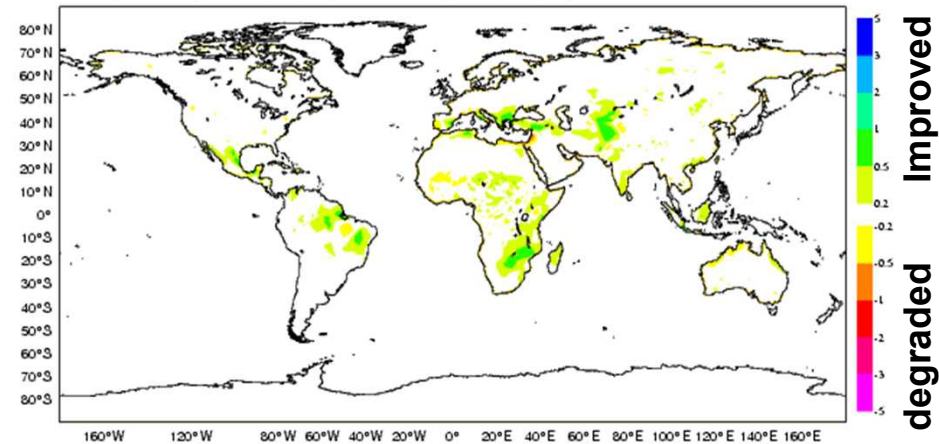 80°N
70°N
60°N
50°N
40°N
30°N
20°N
10°N
0°
10°S
20°S
30°S
40°S
50°S
60°S
70°S
80°S
160°W 120°W 80°W 60°W 40°W 20°W 0° 20°E 40°E 60°E 80°E 100°E 120°E 140°E 160°E
5
3
2
1
0.5
0.2
-0.2
-0.5
-1
-2
-3
-5
Improved
degraded